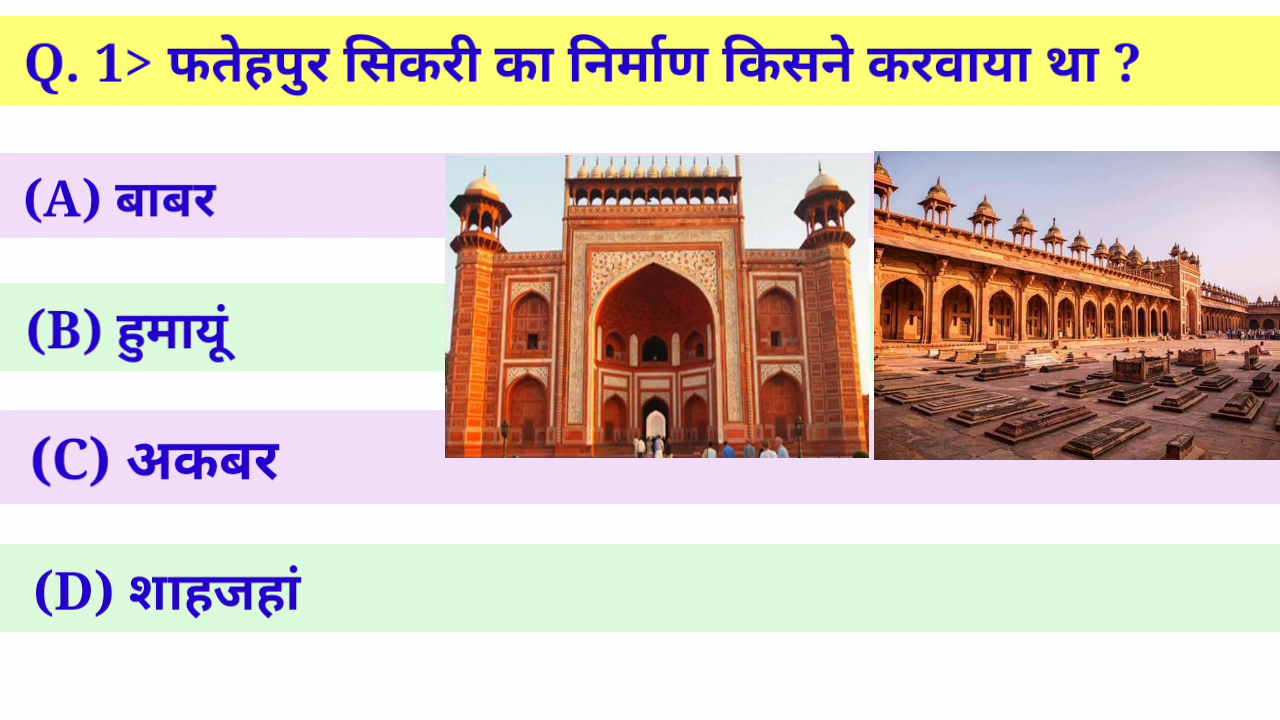 Q. 1> फतेहपुर सिकरी का निर्माण किसने करवाया था ?
(A) बाबर
(B) हुमायूं
(C) अकबर
(D) शाहजहां